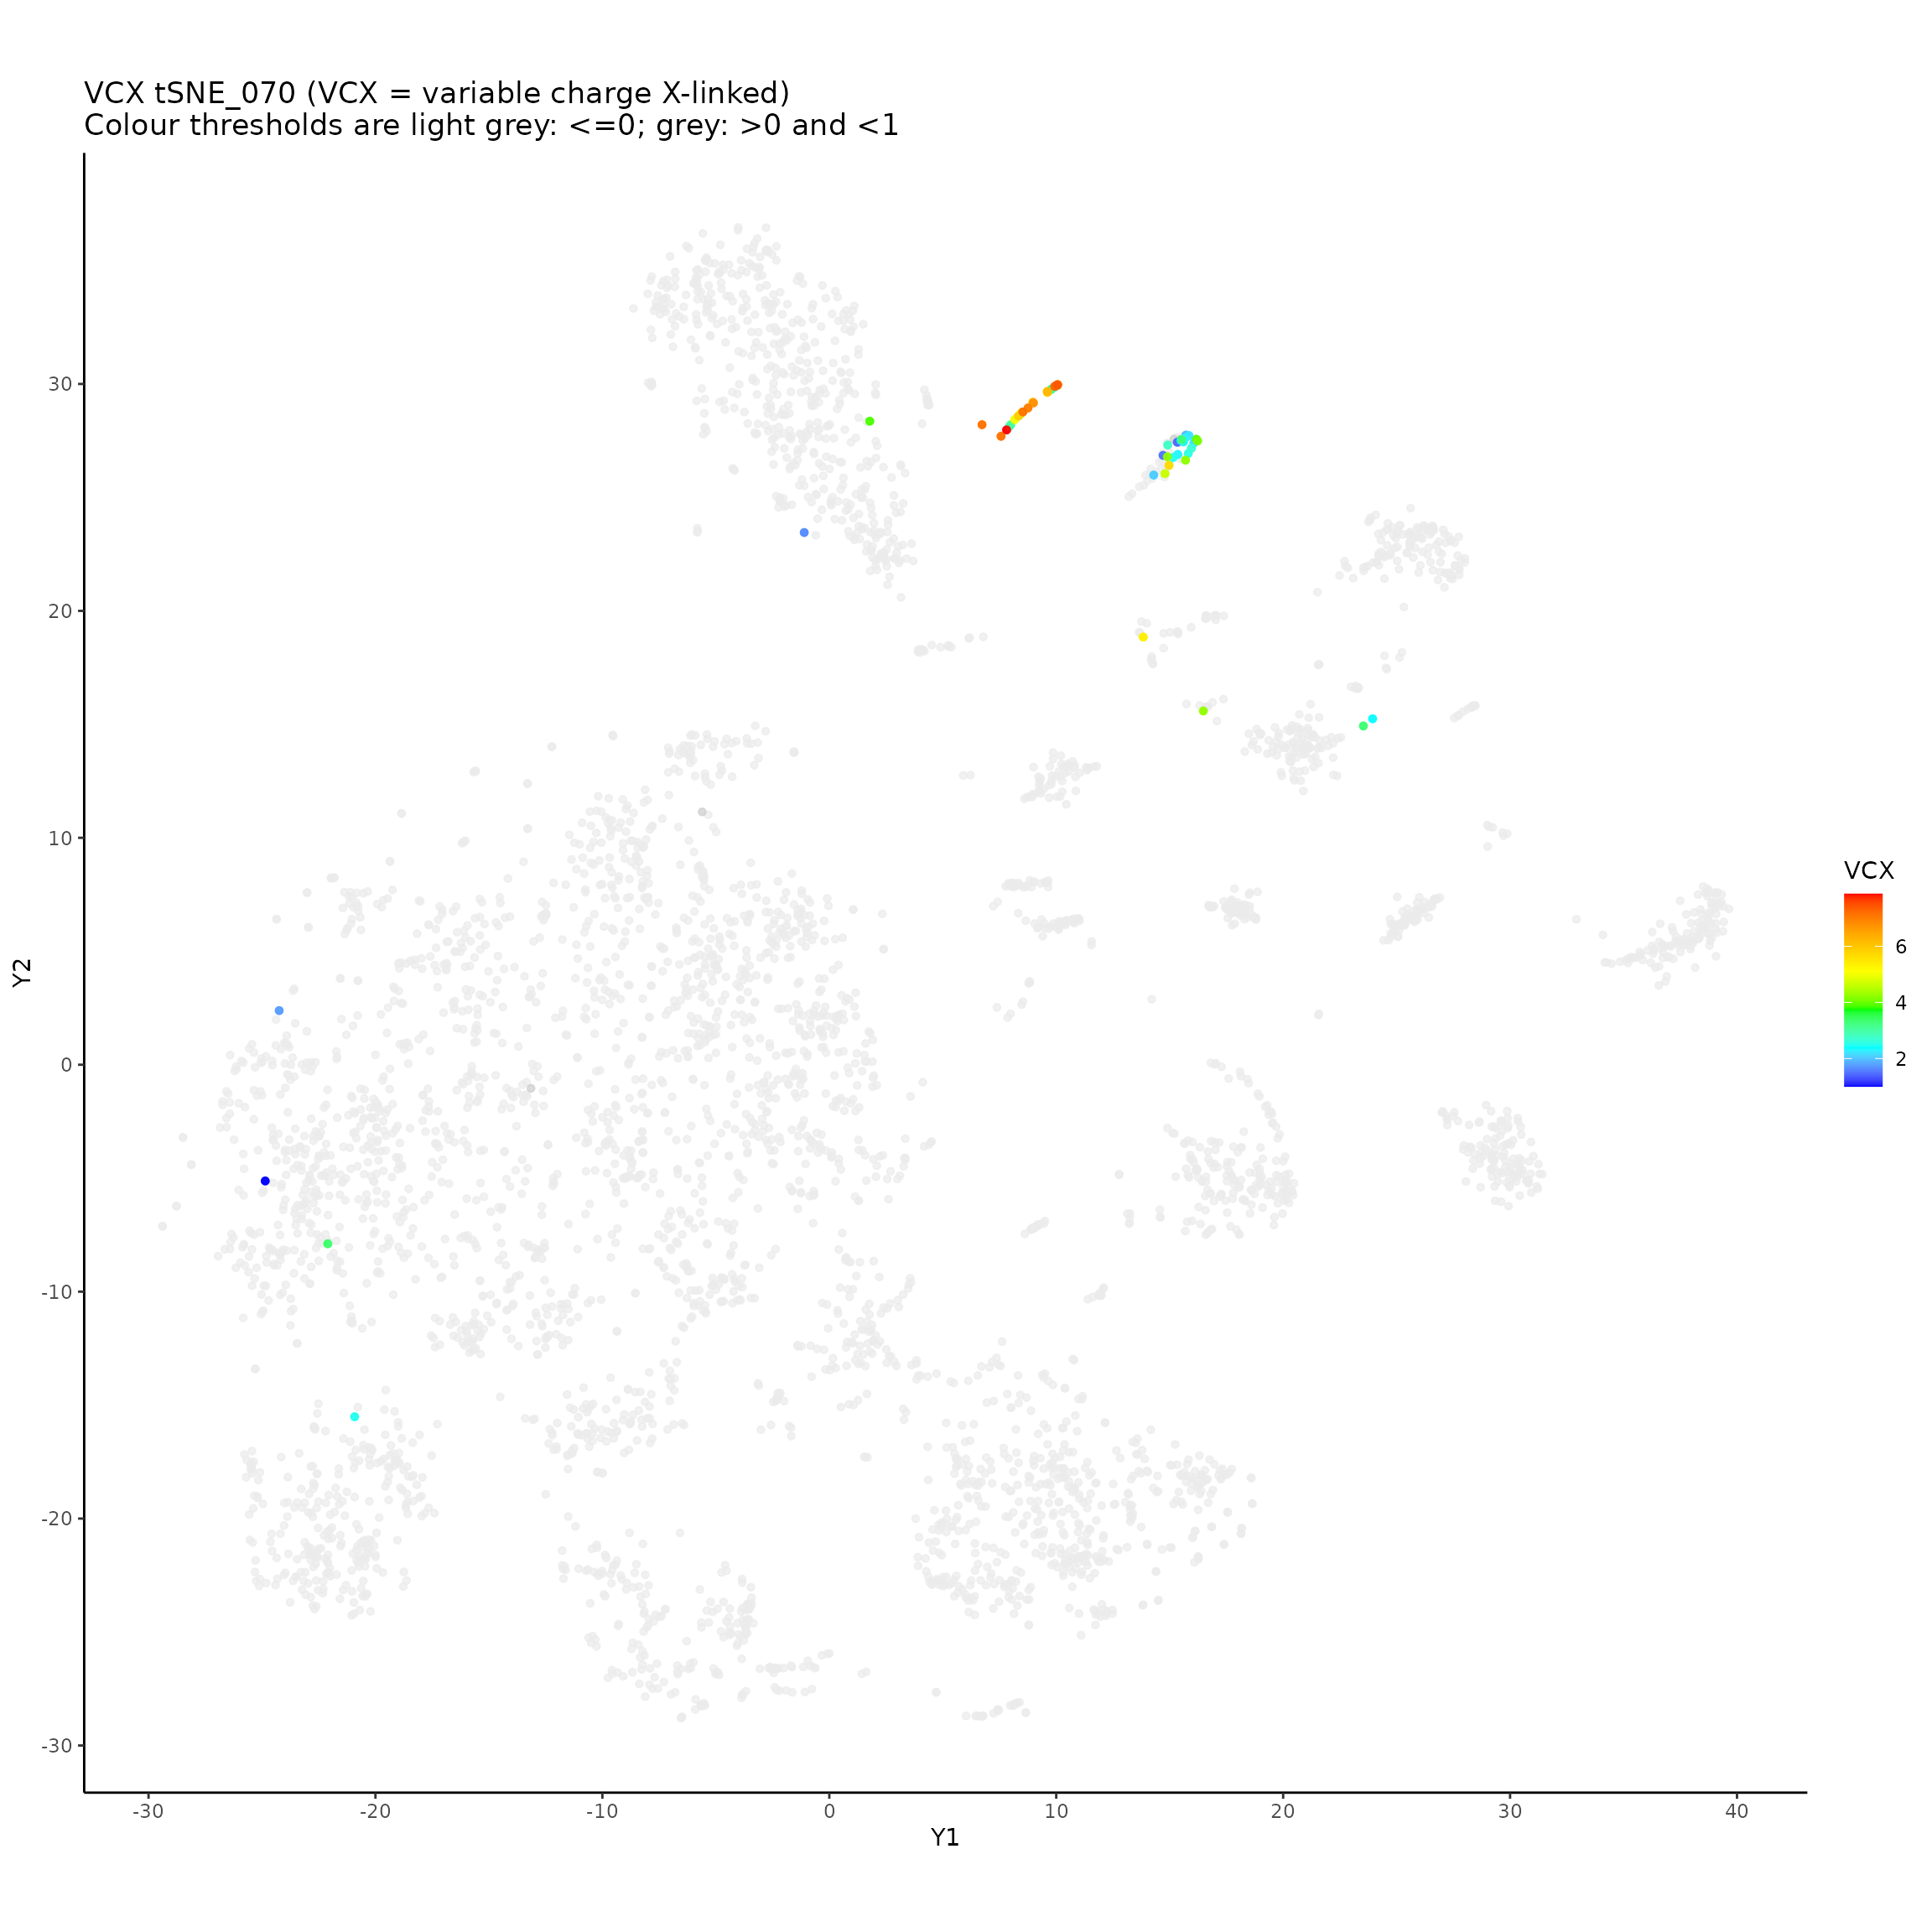 VCX tSNE_070 (VCX = variable charge X-linked)
Colour thresholds are light grey: <=0; grey: >0 and <1
30
20
10
0
-10
-20
-30
Y2
-30 -20 -10 0 10 20 30 40
Y1
VCX
6
4
2